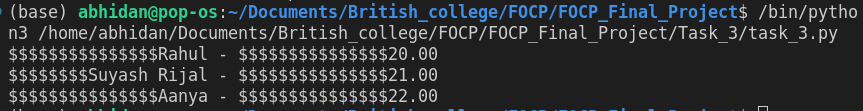 (base) abhidan@pop-os:~/Documents/British_college/FOCP/FOCP_Final_Project$ /bin/pytho
n3 /home/abhidan/Documents/British_college/FOCP/FOCP_Final_Project/Task_3/task_3.py
$$$$$$$$$$$$$$$Rahul - $$$$$$$$$$$$$$$20.00
$$$$$$$$Suyash Rijal - $$$$$$$$$$$$$$$21.00
$$$$$$$$$$$$$$$Aanya - $$$$$$$$$$$$$$$22.00